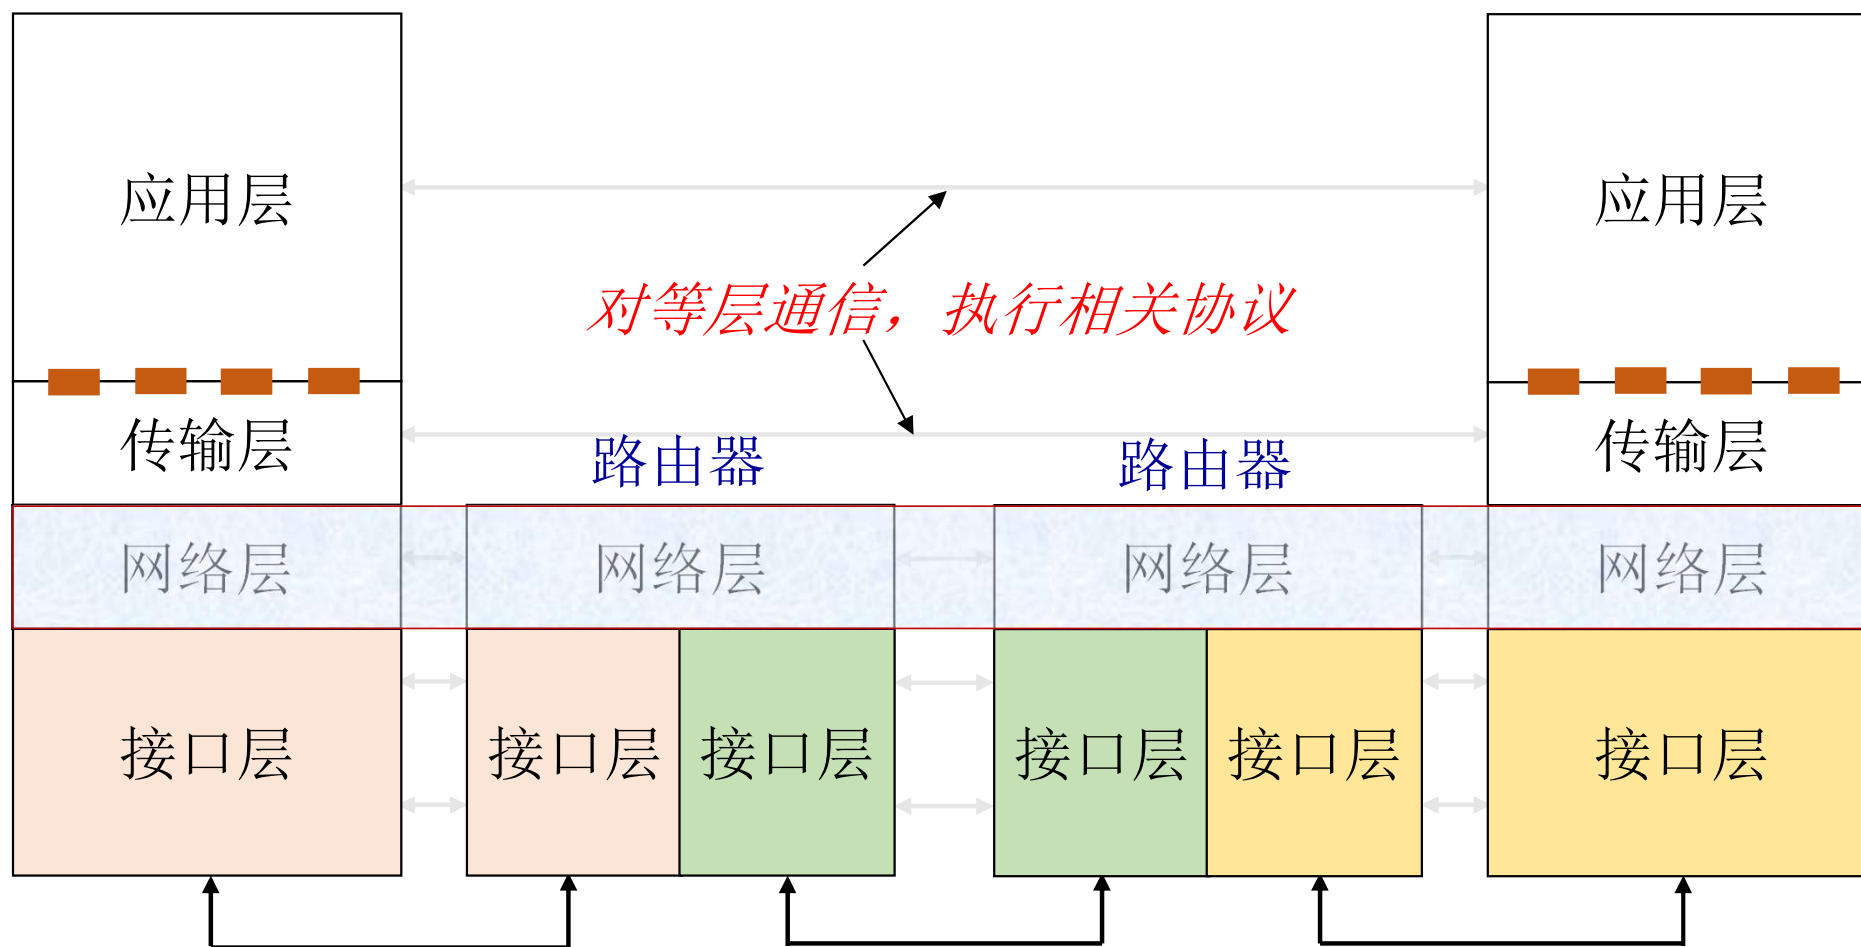 应用层
应用层
对等层通信，执行相关协议
传输层
路由器
路由器
传输层
网络层
网络层
网络层
网络层
接口层
接口层
接口层
接口层
接口层
接口层